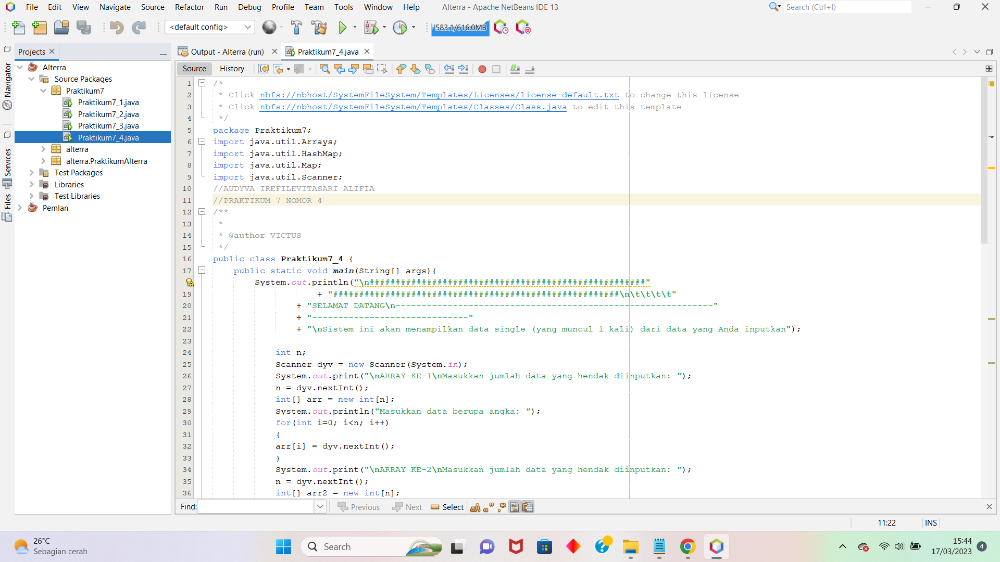 File Edit View Navigate Source Refactor Run Debug Profile Team Tools Window Help Alterra - Apache NetBeans IDE 13 Search (Ctrl+I)
<default config> 583.1/616.0MB
Projects Output - Alterra (run) Praktikum7_4.java
Navigator
Services
Files
Alterra
Source Packages
Praktikum7
Praktikum7_1.java
Praktikum7_2.java
Praktikum7_3.java
Praktikum7_4.java
alterra
alterra.PraktikumAlterra
Test Packages
Libraries
Test Libraries
Pemlan
Source History
1 /*
2 * Click nbfs://nbhost/SystemFileSystem/Templates/Licenses/license-default.txt to change this license
3 * Click nbfs://nbhost/SystemFileSystem/Templates/Classes/Class.java to edit this template
4 */
5 package Praktikum7;
6 import java.util.Arrays;
7 import java.util.HashMap;
8 import java.util.Map;
9 import java.util.Scanner;
10 //AUDYVA IREFILEVITASARI ALIFIA
11 //PRAKTIKUM 7 NOMOR 4
12 /**
13 *
14 * @author VICTUS
15 */
16 public class Praktikum7_4 {
17 public static void main(String[] args){
System.out.println("\n#####################################################"
19 + "#######################################################\n\t\t\t\t"
20 + "SELAMAT DATANG\n-------------------------------------------------------------"
21 + "------------------------------"
22 + "\nSistem ini akan menampilkan data single (yang muncul 1 kali) dari data yang Anda inputkan");
23
24 int n;
25 Scanner dyv = new Scanner(System.in);
26 System.out.print("\nARRAY KE-1\nMasukkan jumlah data yang hendak diinputkan: ");
27 n = dyv.nextInt();
28 int[] arr = new int[n];
29 System.out.println("Masukkan data berupa angka: ");
30 for(int i=0; i<n; i++)
31 {
32 arr[i] = dyv.nextInt();
33 }
34 System.out.print("\nARRAY KE-2\nMasukkan jumlah data yang hendak diinputkan: ");
35 n = dyv.nextInt();
36 int[] arr2 = new int[n];
Find: Previous Next Select
11:22 INS
26°C
Sebagian cerah
Search
15:44
17/03/2023
4